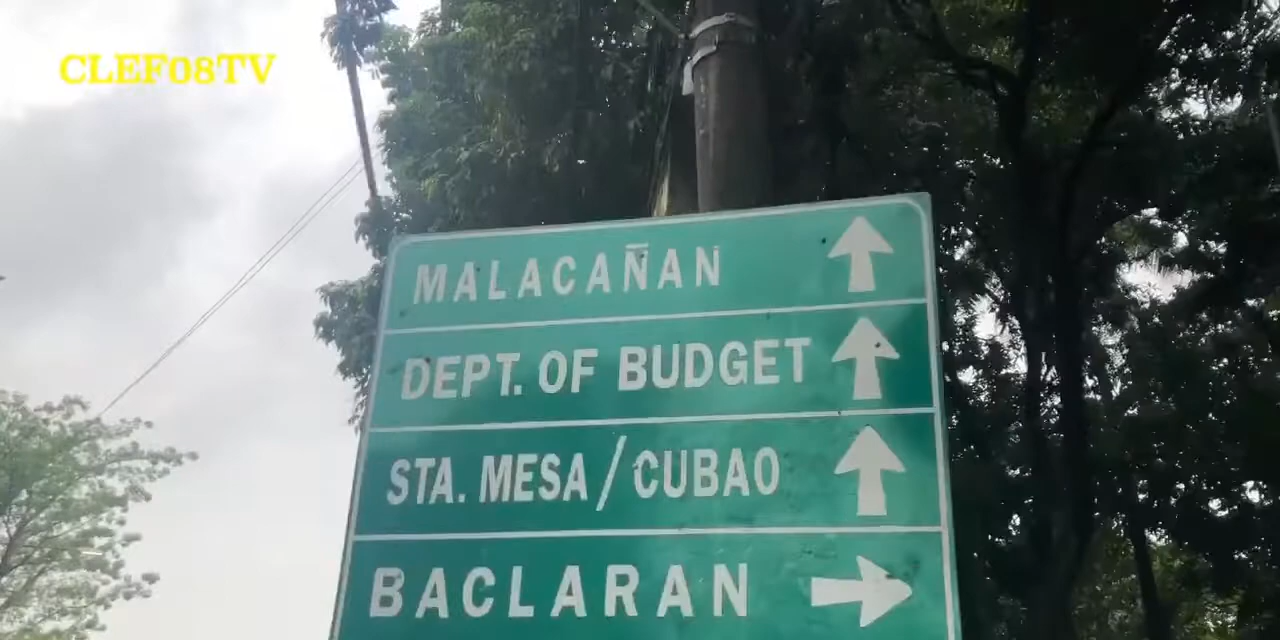 CLEF08TV
MALACAÑAN
DEPT. OF BUDGET
STA. MESA/CUBAO
BACLARAN